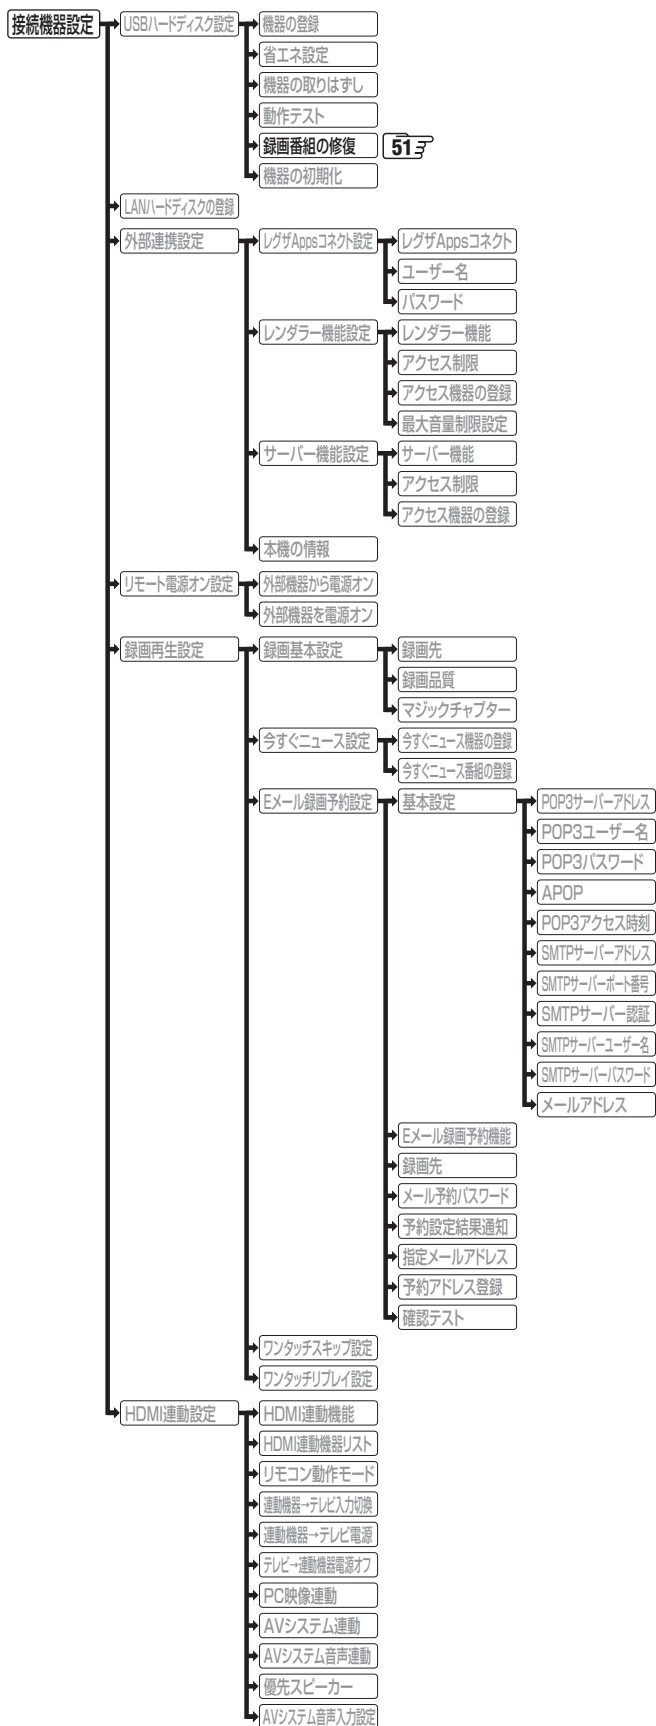 接続機器設定
USBハードディスク設定
機器の登録
省エネ設定
機器の取りはずし
動作テスト
録画番組の修復
51
機器の初期化
LANハードディスクの登録
外部連携設定
レグザAppsコネクト設定
レグザAppsコネクト
ユーザー名
パスワード
レンダラー機能設定
レンダラー機能
アクセス制限
アクセス機器の登録
最大音量制限設定
サーバー機能設定
サーバー機能
アクセス制限
アクセス機器の登録
本機の情報
リモート電源オン設定
外部機器から電源オン
外部機器を電源オン
録画再生設定
録画基本設定
録画先
録画品質
マジックチャプター
今すぐニュース設定
今すぐニュース機器の登録
今すぐニュース番組の登録
Eメール録画予約設定
基本設定
POP3サーバーアドレス
POP3ユーザー名
POP3パスワード
APOP
POP3アクセス時刻
SMTPサーバーアドレス
SMTPサーバーポート番号
SMTPサーバー認証
SMTPサーバーユーザー名
SMTPサーバーパスワード
メールアドレス
Eメール録画予約機能
録画先
メール予約パスワード
予約設定結果通知
指定メールアドレス
予約アドレス登録
確認テスト
ワンタッチスキップ設定
ワンタッチリプレイ設定
HDMI連動設定
HDMI連動機能
HDMI連動機器リスト
リモコン動作モード
連動機器→テレビ入力切換
連動機器→テレビ電源
テレビ→連動機器電源オフ
PC映像連動
AVシステム連動
AVシステム音声連動
優先スピーカー
AVシステム音声入力設定